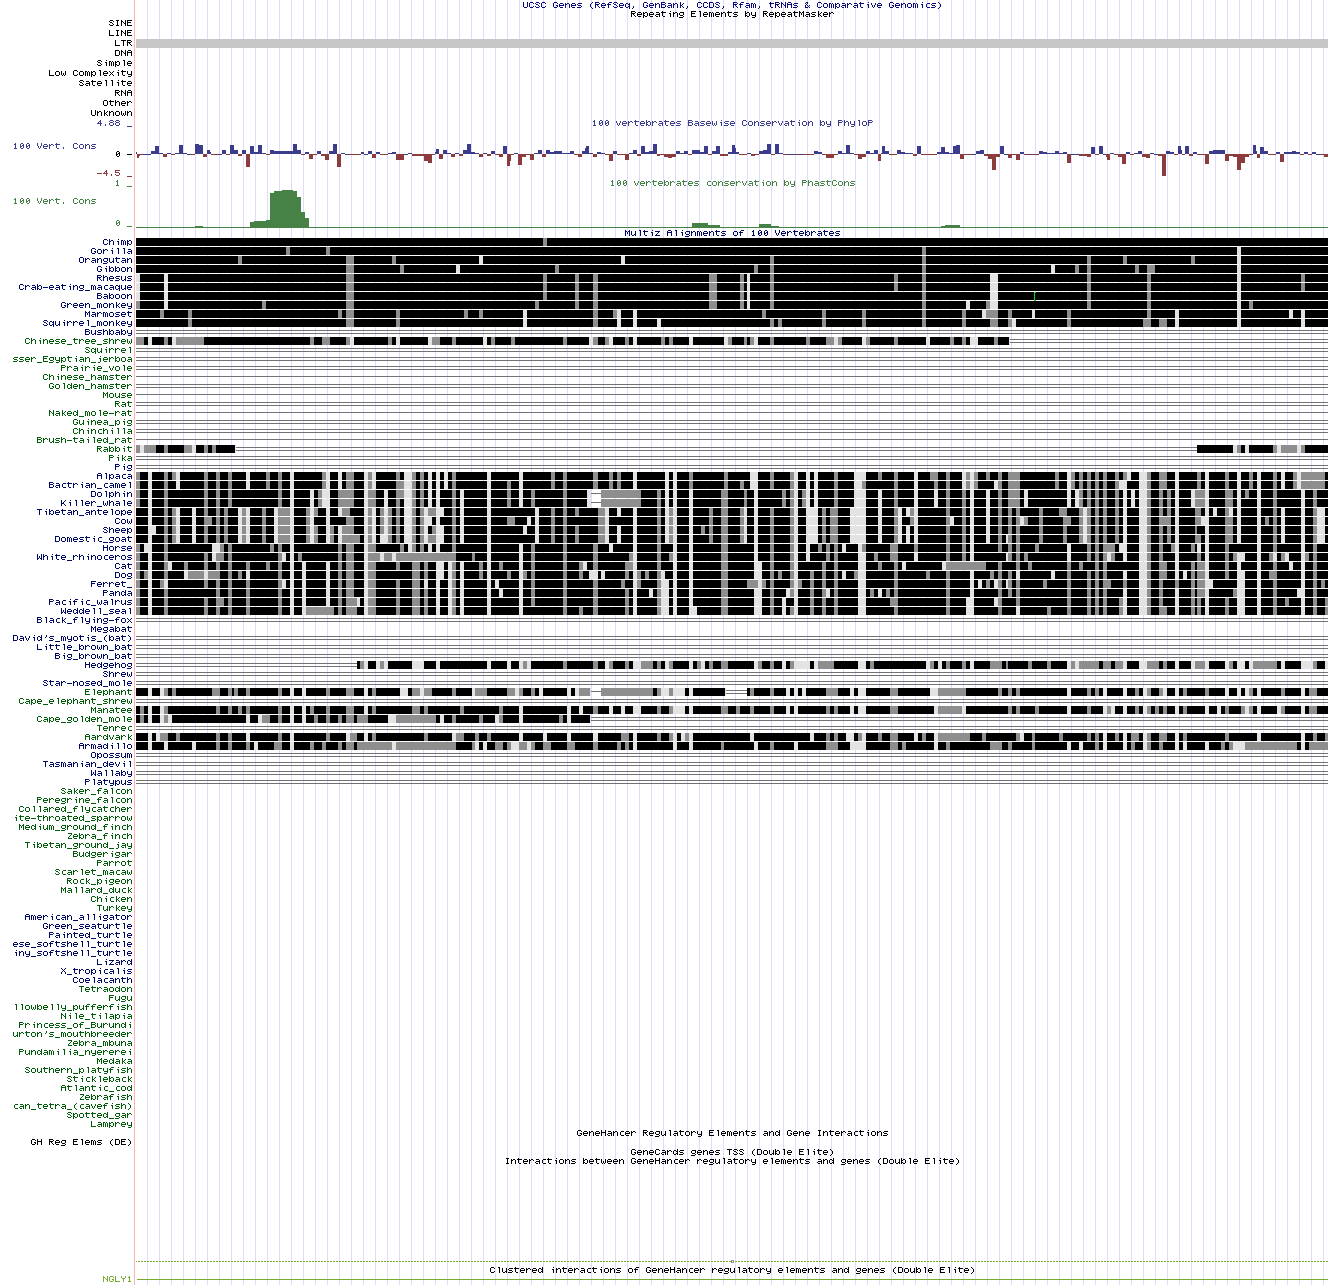 UCSC Genes (RefSeq, GenBank, CCDS, Rfam, tRNAs & Comparative Genomics)
Repeating Elements by RepeatMasker
SINE
LINE
LTR
DNA
Simple
Low Complexity
Satellite
RNA
Other
Unknown
4.88 _
100 vertebrates Basewise Conservation by PhyloP
100 Vert. Cons
0 -
-4.5 _
1 _
100 vertebrates conservation by PhastCons
100 Vert. Cons
0 _
Multiz Alignments of 100 Vertebrates
Chimp
Gorilla
Orangutan
Gibbon
Rhesus
Crab-eating_macaque
Baboon
Green_monkey
Marmoset
Squirrel_monkey
Bushbaby
Chinese_tree_shrew
Squirrel
sser_Egyptian_jerboa
Prairie_vole
Chinese_hamster
Golden_hamster
Mouse
Rat
Naked_mole-rat
Guinea_pig
Chinchilla
Brush-tailed_rat
Rabbit
Pika
Pig
Alpaca
Bactrian_camel
Dolphin
Killer_whale
Tibetan_antelope
Cow
Sheep
Domestic_goat
Horse
White_rhinoceros
Cat
Dog
Ferret_
Panda
Pacific_walrus
Weddell_seal
Black_flying-fox
Megabat
David's_myotis_(bat)
Little_brown_bat
Big_brown_bat
Hedgehog
Shrew
Star-nosed_mole
Elephant
Cape_elephant_shrew
Manatee
Cape_golden_mole
Tenrec
Aardvark
Armadillo
Opossum
Tasmanian_devil
Wallaby
Platypus
Saker_falcon
Peregrine_falcon
Collared_flycatcher
ite-throated_sparrow
Medium_ground_finch
Zebra_finch
Tibetan_ground_jay
Budgerigar
Parrot
Scarlet_macaw
Rock_pigeon
Mallard_duck
Chicken
Turkey
American_alligator
Green_seaturtle
Painted_turtle
ese_softshell_turtle
iny_softshell_turtle
Lizard
X_tropicalis
Coelacanth
Tetraodon
Fugu
llowbelly_pufferfish
Nile_tilapia
Princess_of_Burundi
urton's_mouthbreeder
Zebra_mbuna
Pundamilia_nyererei
Medaka
Southern_platyfish
Stickleback
Atlantic_cod
Zebrafish
can_tetra_(cavefish)
Spotted_gar
Lamprey
GeneHancer Regulatory Elements and Gene Interactions
GH Reg Elems (DE)
GeneCards genes TSS (Double Elite)
Interactions between GeneHancer regulatory elements and genes (Double Elite)
Clustered interactions of GeneHancer regulatory elements and genes (Double Elite)
NGLY1